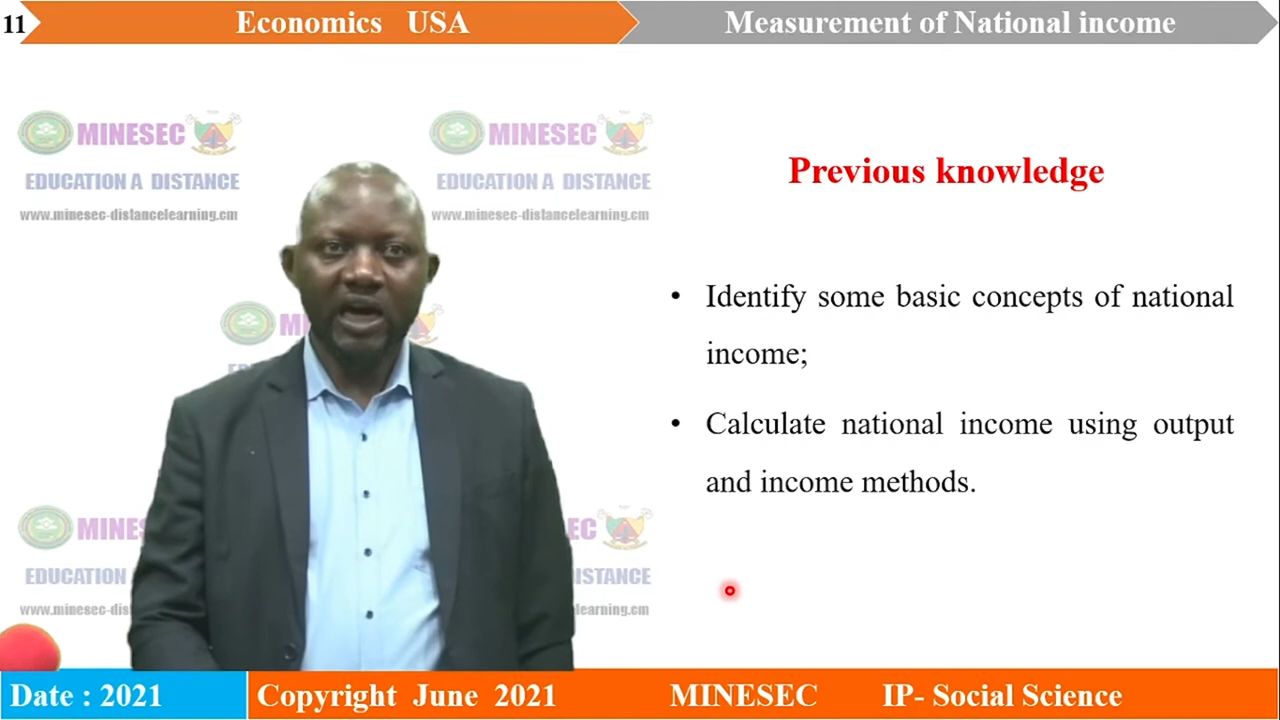 11
Economics USA
Measurement of National income
MINESEC
EDUCATION A DISTANCE
www.minesec-distancelearning.cm
MINESEC
EDUCATION A DISTANCE
www.minesec-distancelearning.cm
Previous knowledge
• Identify some basic concepts of national
income;
• Calculate national income using output
and income methods.
Date : 2021
Copyright June 2021
MINESEC
IP- Social Science